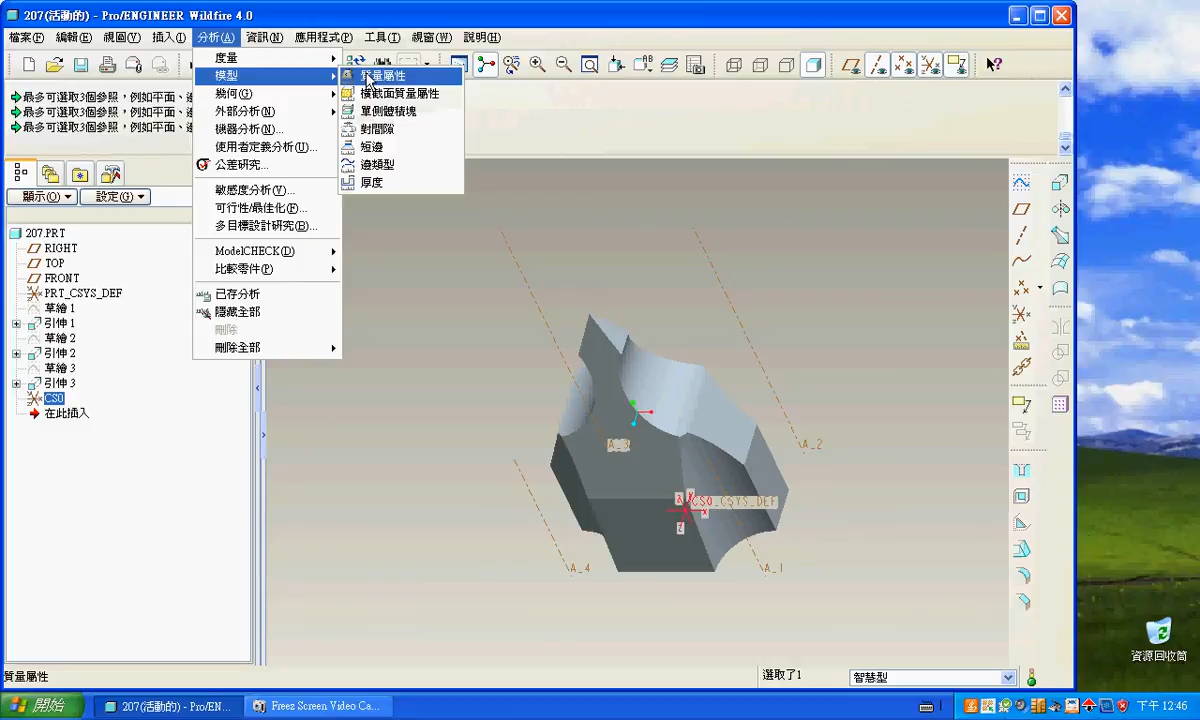 207(活動的) - Pro/ENGINEER Wildfire 4.0
檔案(F) 編輯(E) 視圖(V) 插入(I) 分析(A) 資訊(N) 應用程式(P) 工具(T) 視窗(W) 說明(H)
最多可選取3個參照，例如平面、邊
最多可選取3個參照，例如平面、邊
最多可選取3個參照，例如平面、邊
顯示(O) 設定(G)
207.PRT
RIGHT
TOP
FRONT
PRT_CSYS_DEF
草繪 1
引伸 1
草繪 2
引伸 2
草繪 3
引伸 3
CS0
在此插入
度量
模型
幾何(G)
外部分析(N)
機器分析(N)...
使用者定義分析(U)...
公差研究...
敏感度分析(Y)...
可行性/最佳化(F)...
多目標設計研究(B)...
ModelCHECK(D)
比較零件(P)
已存分析
隱藏全部
刪除
刪除全部
質量屬性
橫截面質量屬性
單側體積塊
對間隙
短邊
邊類型
厚度
A_3
A_2
CS0_CSYS_DEF
A_4
A_1
y
x
z
質量屬性
選取了1
智慧型
資源回收筒
開始
207(活動的) - Pro/EN...
Freez Screen Video Ca...
下午 12:46